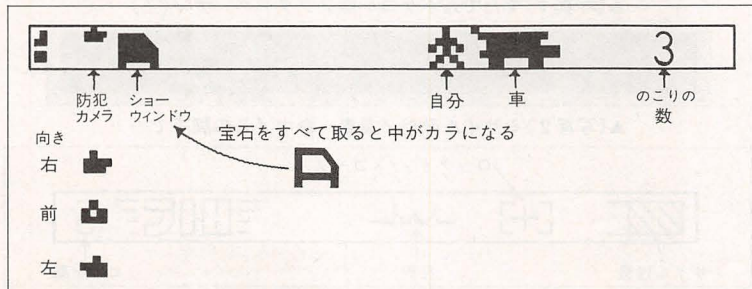 3
防犯
カメラ
ショー
ウィンドウ
自分
車
のこりの
数
宝石をすべて取ると中がカラになる
向き
右
前
左